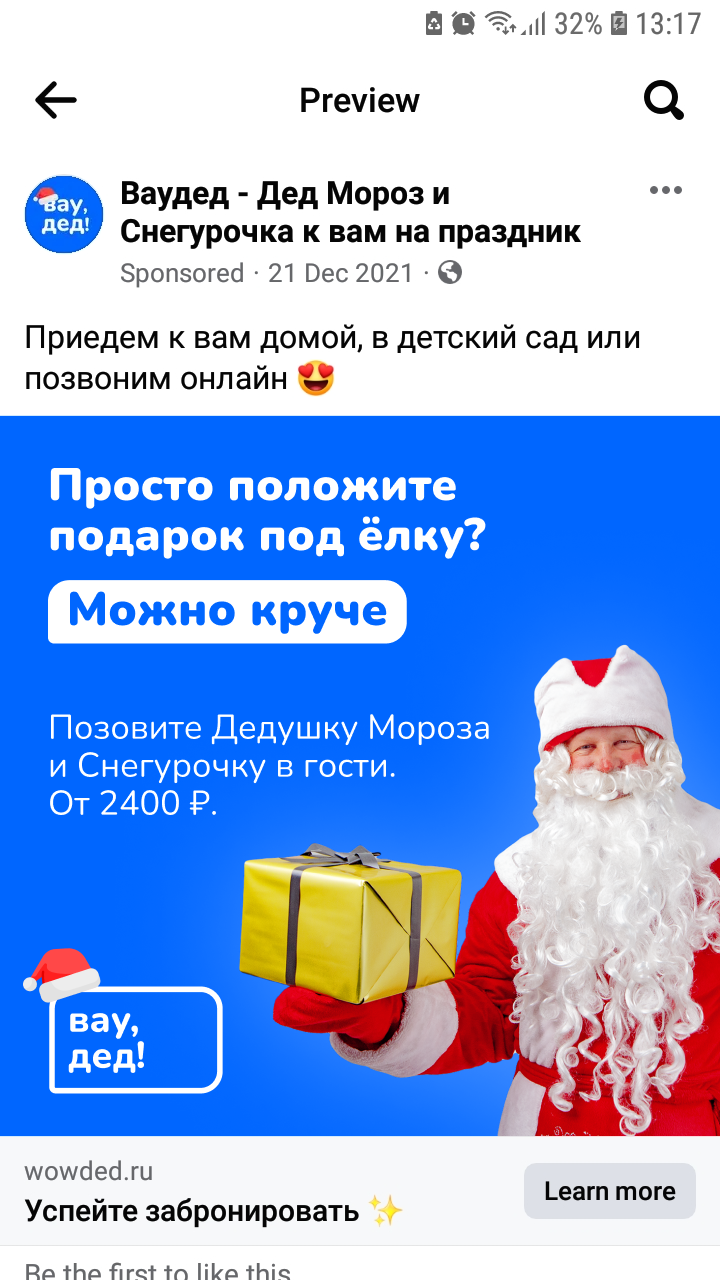 32% 13:17
Preview
Ваудед - Дед Мороз и
Снегурочка к вам на праздник
Sponsored · 21 Dec 2021 ·
вау,
дед!
Приедем к вам домой, в детский сад или
позвоним онлайн 😍
Просто положите
подарок под ёлку?
Можно круче
Позовите Дедушку Мороза
и Снегурочку в гости.
От 2400 ₽.
вау,
дед!
wowded.ru
Успейте забронировать ✨
Learn more
Be the first to like this